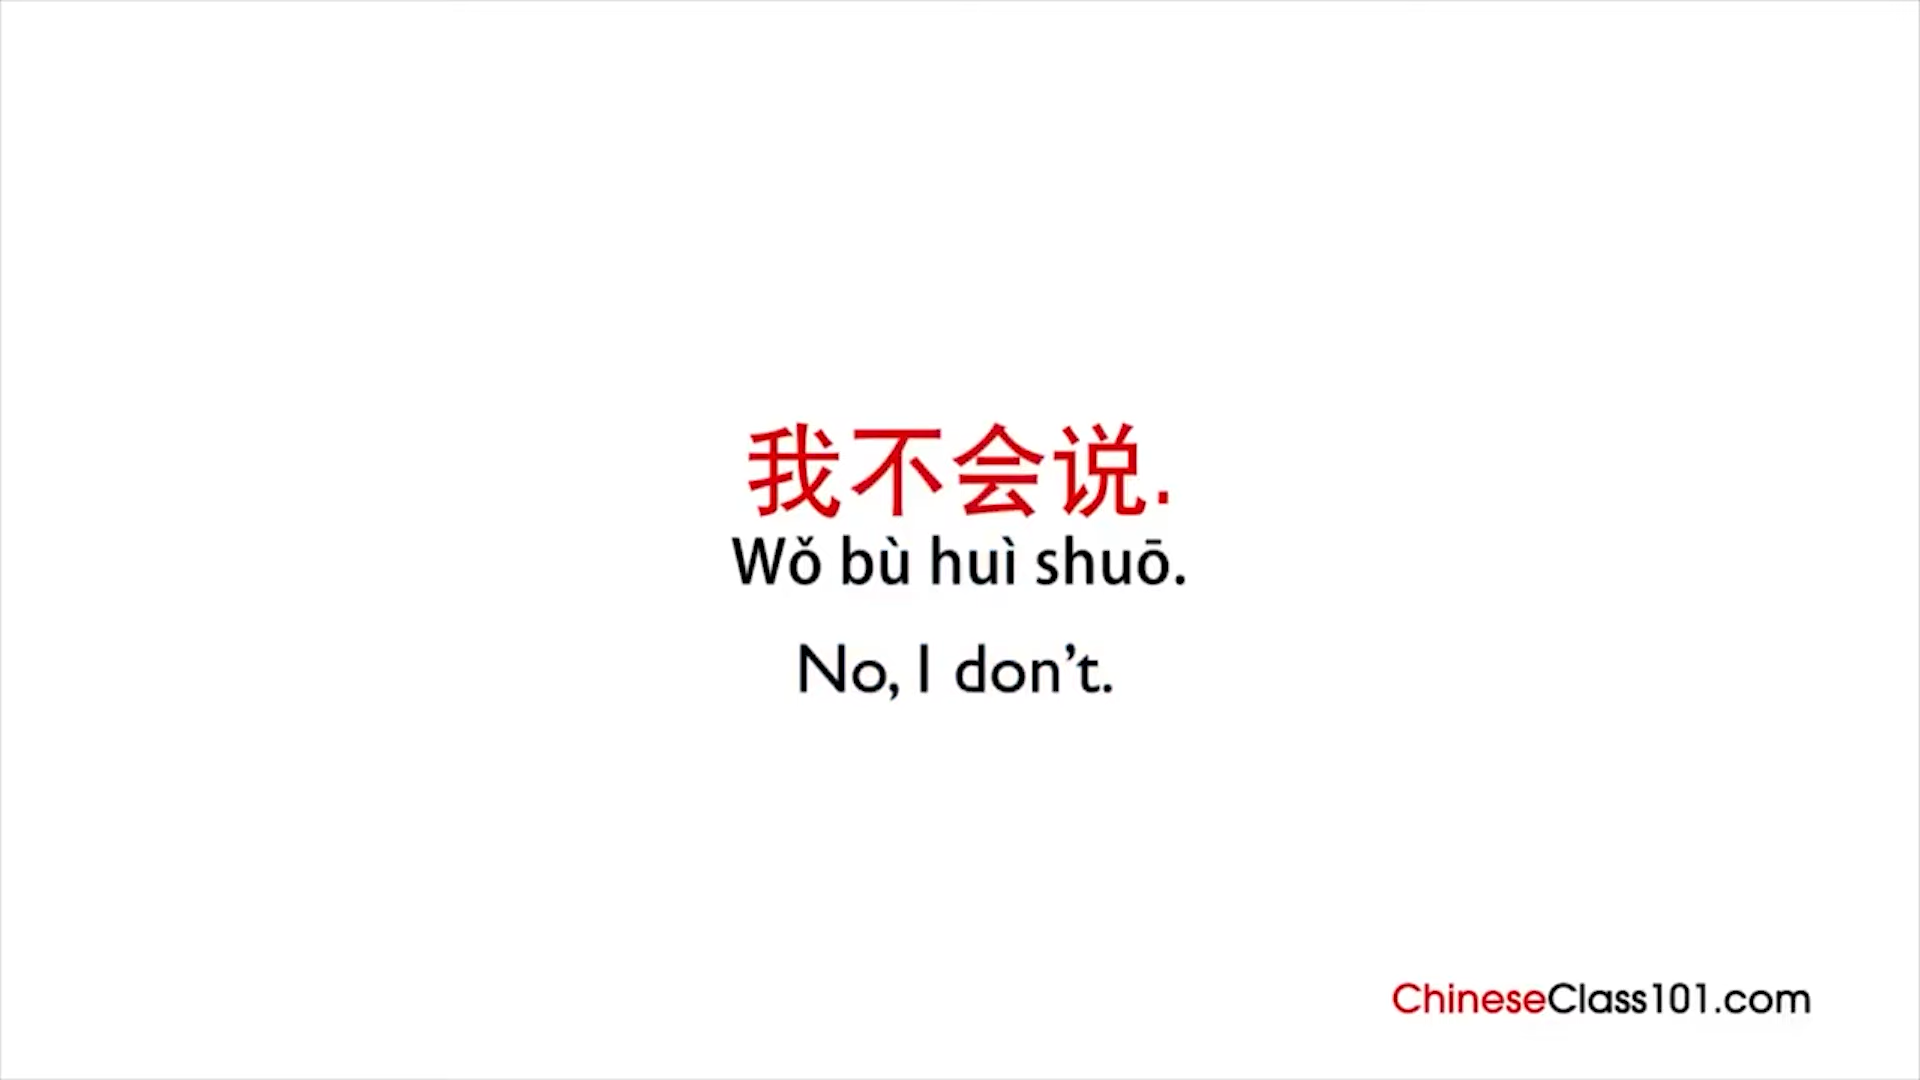 我不会说.
Wǒ bù huì shuō.
No, I don't.
ChineseClass101.com